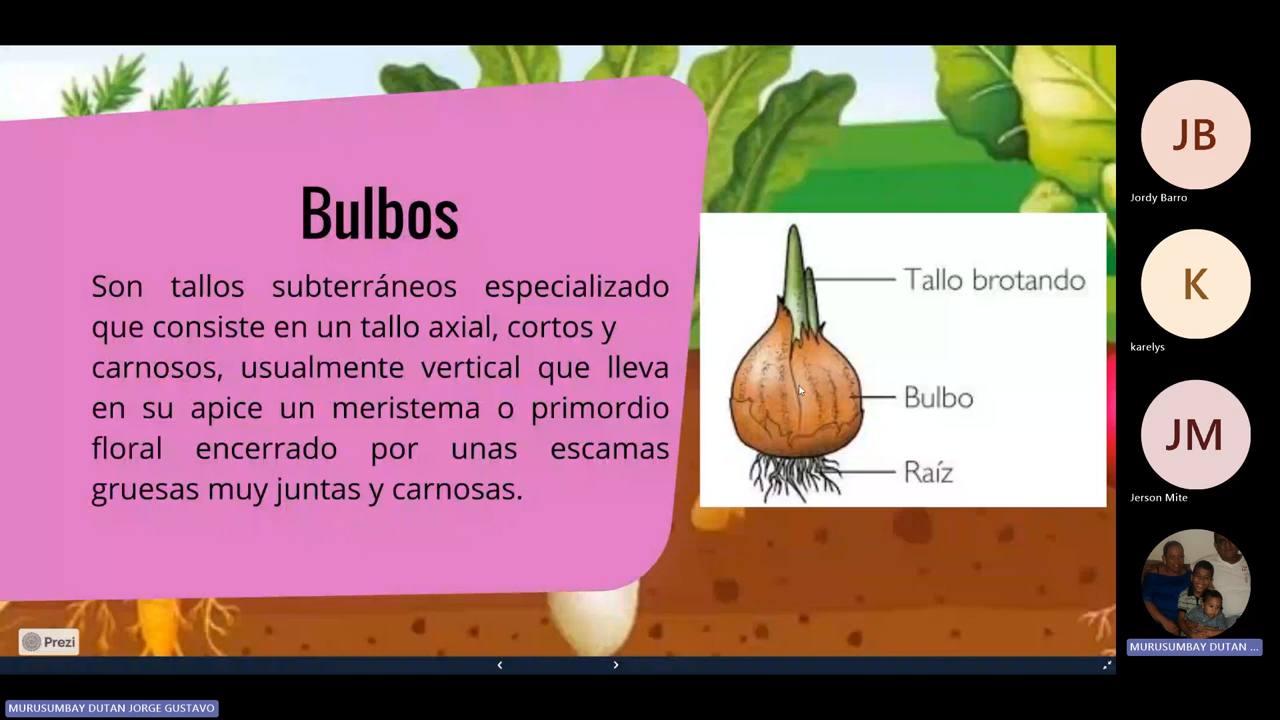 Bulbos
Son tallos subterráneos especializado
que consiste en un tallo axial, cortos y
carnosos, usualmente vertical que lleva
en su apice un meristema o primordio
floral encerrado por unas escamas
gruesas muy juntas y carnosas.
Tallo brotando
Bulbo
Raíz
Prezi
JB
Jordy Barro
K
karelys
JM
Jerson Mite
MURUSUMBAY DUTAN ...
MURUSUMBAY DUTAN JORGE GUSTAVO